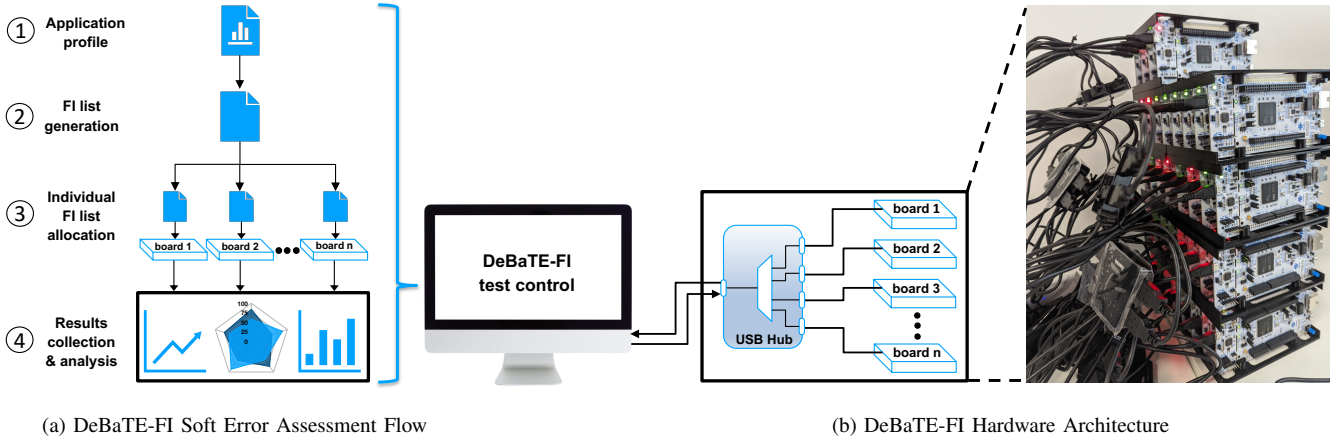 1 Application
profile
2 FI list
generation
3 Individual
FI list
allocation
board 1 board 2 board n
4 Results
collection
& analysis
100
75
50
25
0
DeBaTE-FI
test control
USB Hub
board 1
board 2
board 3
board n
(a) DeBaTE-FI Soft Error Assessment Flow
(b) DeBaTE-FI Hardware Architecture